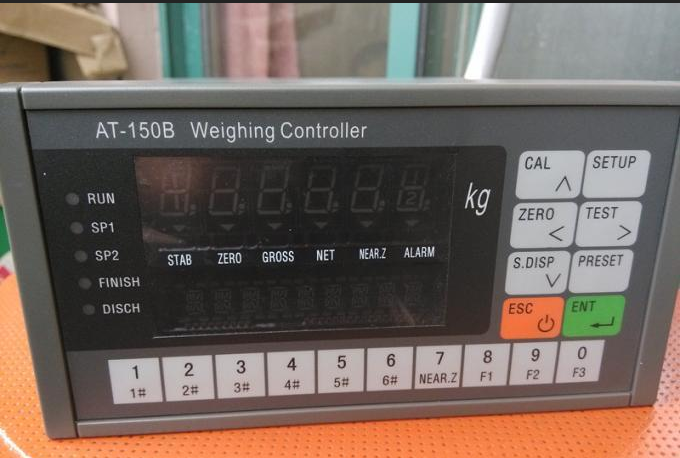 AT-150B Weighing Controller
kg
RUN
SP1
SP2
FINISH
DISCH
STAB ZERO GROSS NET NEAR.Z ALARM
CAL SETUP
ZERO TEST
S.DISP PRESET
ESC ENT
1 2 3 4 5 6 7 8 9 0
1# 2# 3# 4# 5# 6# NEAR.Z F1 F2 F3